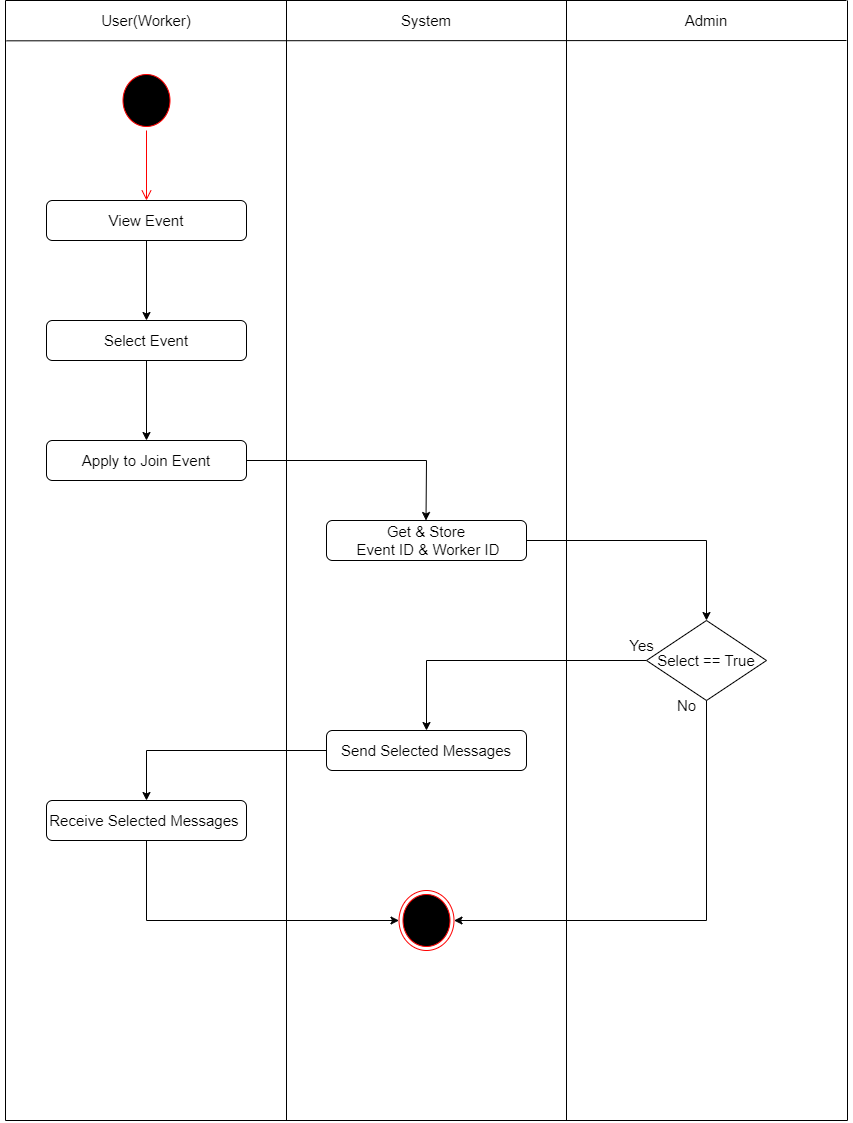 User(Worker)
System
Admin
View Event
Select Event
Apply to Join Event
Get & Store
Event ID & Worker ID
Yes
Select == True
No
Send Selected Messages
Receive Selected Messages